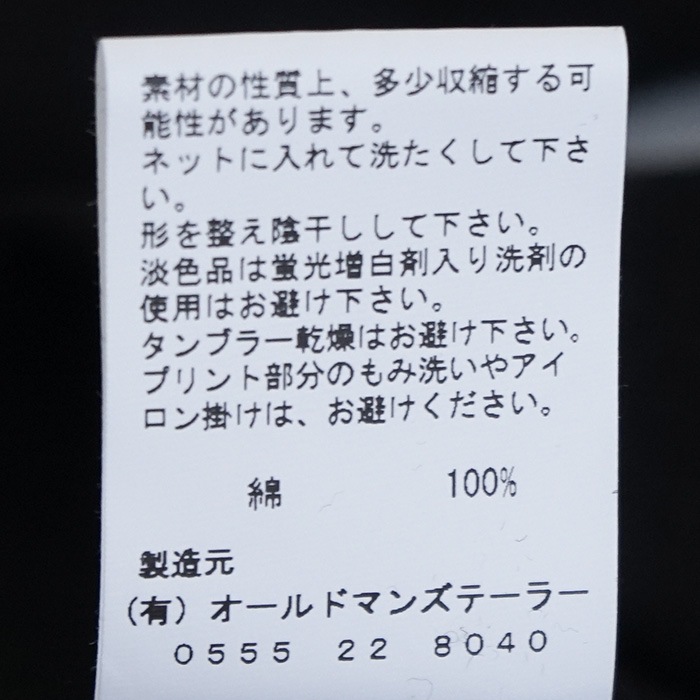 素材の性質上、多少収縮する可
能性があります。
ネットに入れて洗たくして下さ
い。
形を整え陰干しして下さい。
淡色品は蛍光増白剤入り洗剤の
使用はお避け下さい。
タンブラー乾燥はお避け下さい。
プリント部分のもみ洗いやアイ
ロン掛けは、お避けください。
綿 100%
製造元
(有) オールドマンズテーラー
0555 22 8040